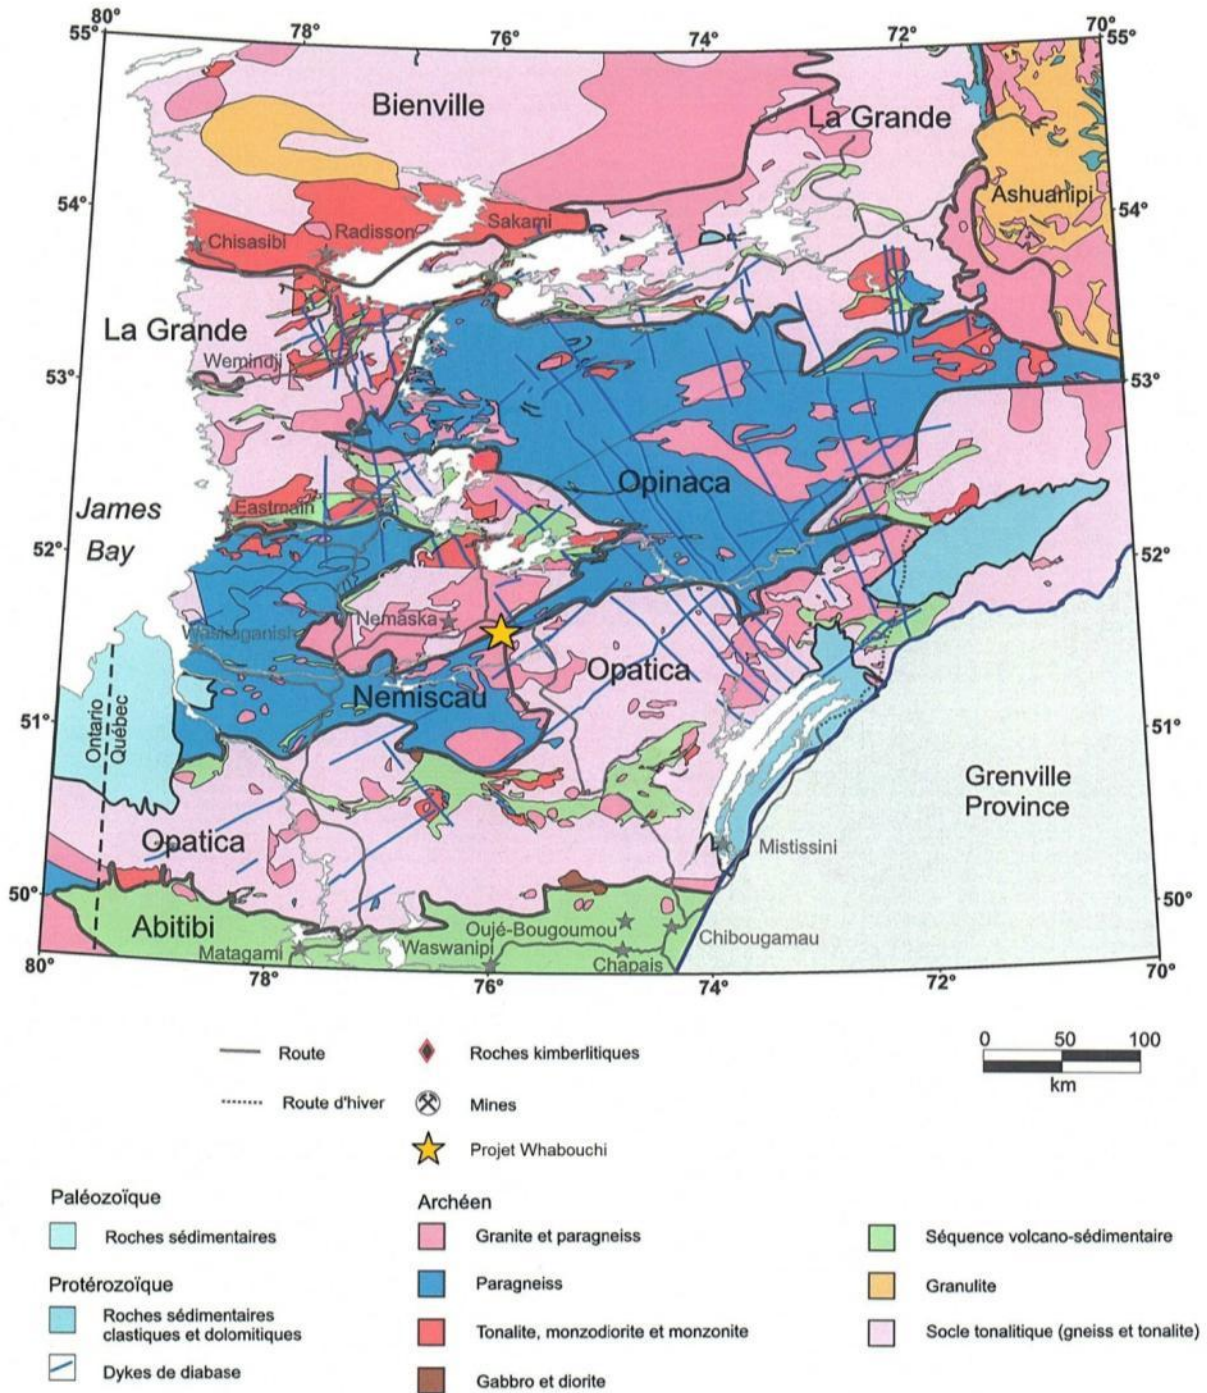 80°
78°
76°
74°
72°
70°
55°
55°
Bienville
La Grande
Ashuanipi
54°
54°
Chisasibi
Radisson
Sakami
La Grande
Wemindji
53°
53°
Opinaca
James
Bay
Eastmain
52°
52°
Waskaganish
Nemaska
Opatica
Nemiscau
51°
51°
Ontario
Québec
Grenville
Province
Opatica
Mistissini
50°
50°
Abitibi
Oujé-Bougoumou
Chibougamau
Matagami
Waswanipi
Chapais
80°
78°
76°
74°
72°
70°
Route
Roches kimberlitiques
0 50 100
km
Route d'hiver
Mines
Projet Whabouchi
Paléozoïque
Archéen
Roches sédimentaires
Granite et paragneiss
Séquence volcano-sédimentaire
Protérozoïque
Paragneiss
Granulite
Roches sédimentaires
clastiques et dolomitiques
Tonalite, monzodiorite et monzonite
Socle tonalitique (gneiss et tonalite)
Dykes de diabase
Gabbro et diorite